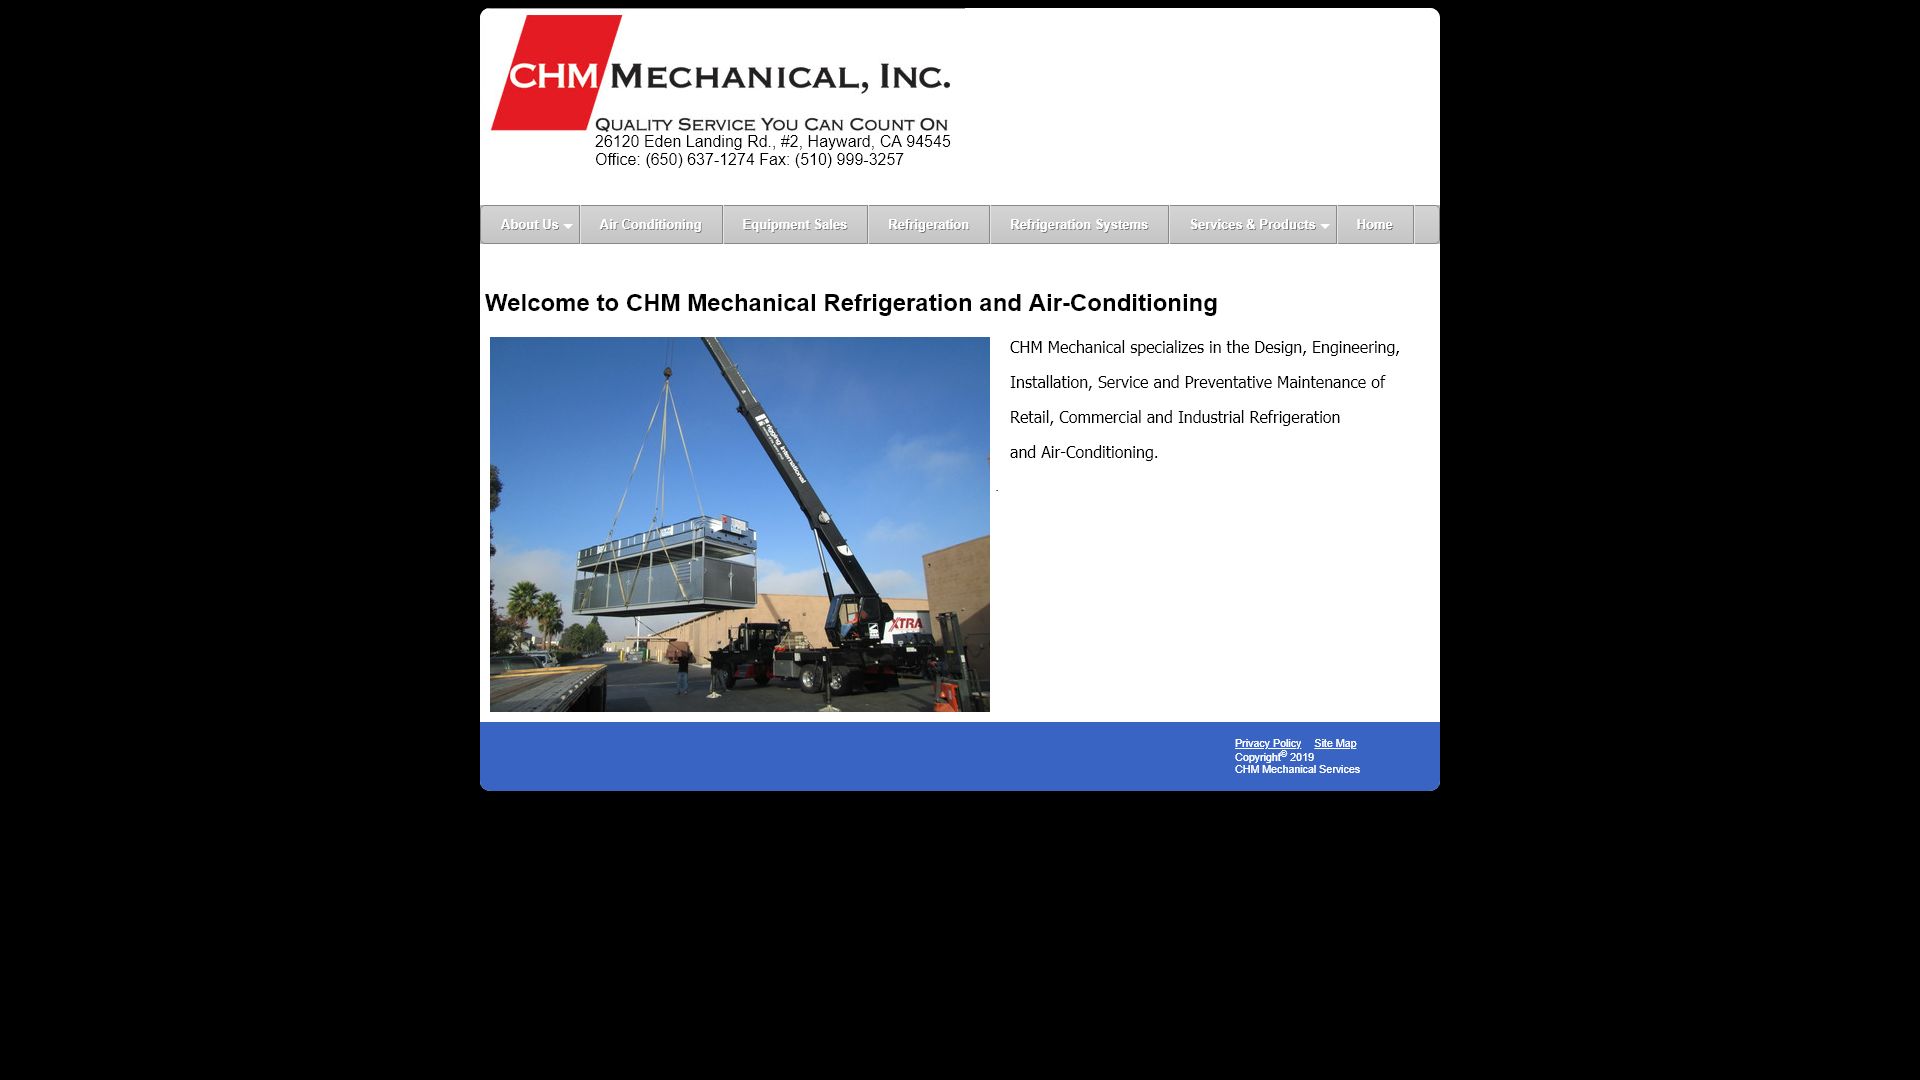 CHM MECHANICAL, INC.
QUALITY SERVICE YOU CAN COUNT ON
26120 Eden Landing Rd., #2, Hayward, CA 94545
Office: (650) 637-1274 Fax: (510) 999-3257
About Us Air Conditioning Equipment Sales Refrigeration Refrigeration Systems Services & Products Home
Welcome to CHM Mechanical Refrigeration and Air-Conditioning
CHM Mechanical specializes in the Design, Engineering,
Installation, Service and Preventative Maintenance of
Retail, Commercial and Industrial Refrigeration
and Air-Conditioning.
.
rigging international
XTRA
Privacy Policy Site Map
Copyright© 2019
CHM Mechanical Services